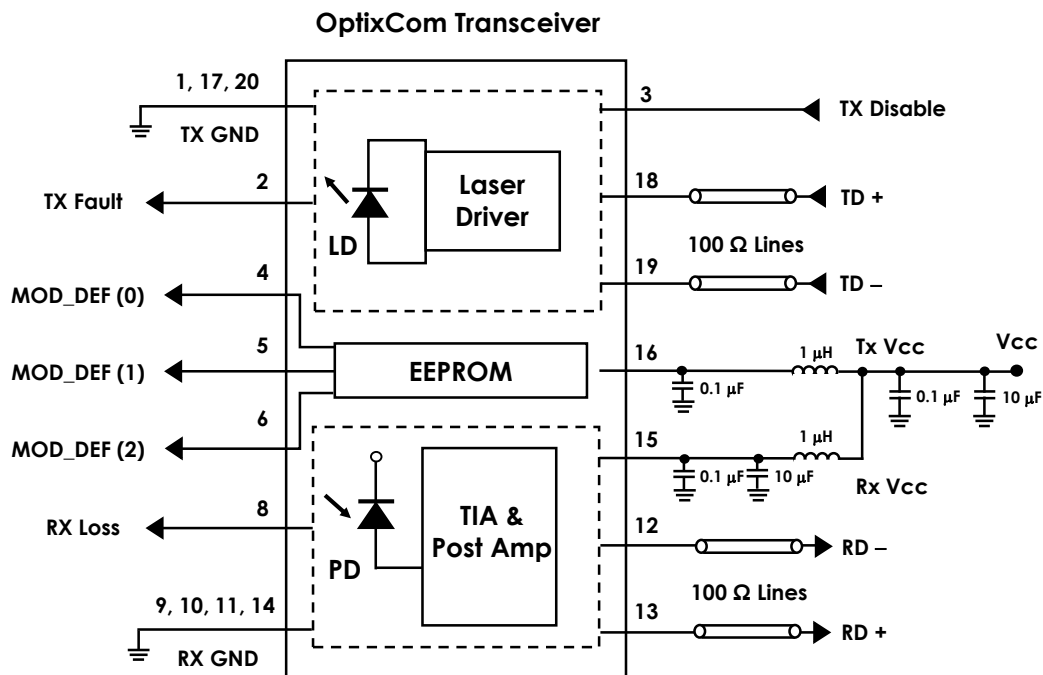 OptixCom Transceiver
1, 17, 20
TX GND
3
TX Disable
2
TX Fault
LD
Laser
Driver
18
TD +
100 Ω Lines
19
TD –
4
MOD_DEF (0)
5
MOD_DEF (1)
6
MOD_DEF (2)
EEPROM
16
0.1 µF
1 µH
Tx Vcc
Vcc
0.1 µF
10 µF
15
0.1 µF
10 µF
1 µH
Rx Vcc
8
RX Loss
PD
TIA &
Post Amp
12
RD –
100 Ω Lines
13
RD +
9, 10, 11, 14
RX GND